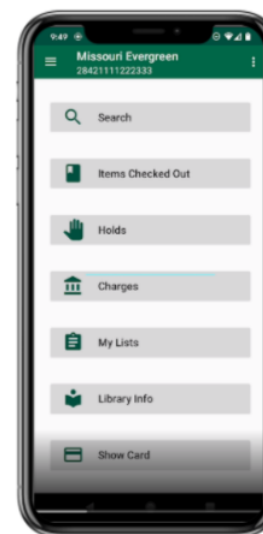 9:49
Missouri Evergreen
28421111222333
Search
Items Checked Out
Holds
Charges
My Lists
Library Info
Show Card